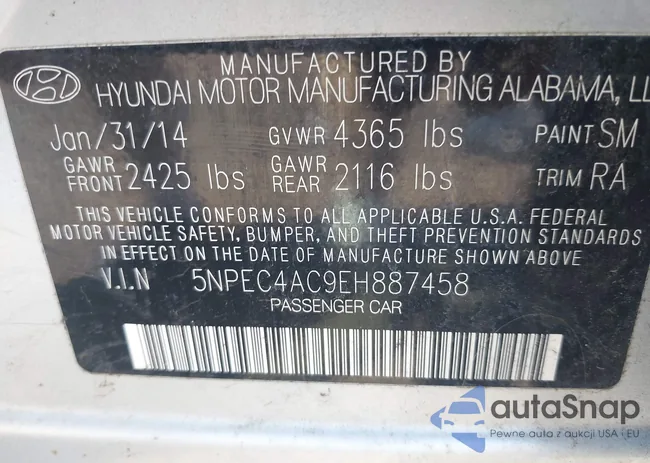 MANUFACTURED BY
HYUNDAI MOTOR MANUFACTURING ALABAMA, LL
Jan/31/14 GVWR 4365 lbs PAINT SM
GAWR FRONT 2425 lbs GAWR REAR 2116 lbs TRIM RA
THIS VEHICLE CONFORMS TO ALL APPLICABLE U.S.A. FEDERAL
MOTOR VEHICLE SAFETY, BUMPER, AND THEFT PREVENTION STANDARDS
IN EFFECT ON THE DATE OF MANUFACTURE SHOWN ABOVE
V.I.N 5NPEC4AC9EH887458
PASSENGER CAR
autaSnap
Pewne auta z aukcji USA i EU